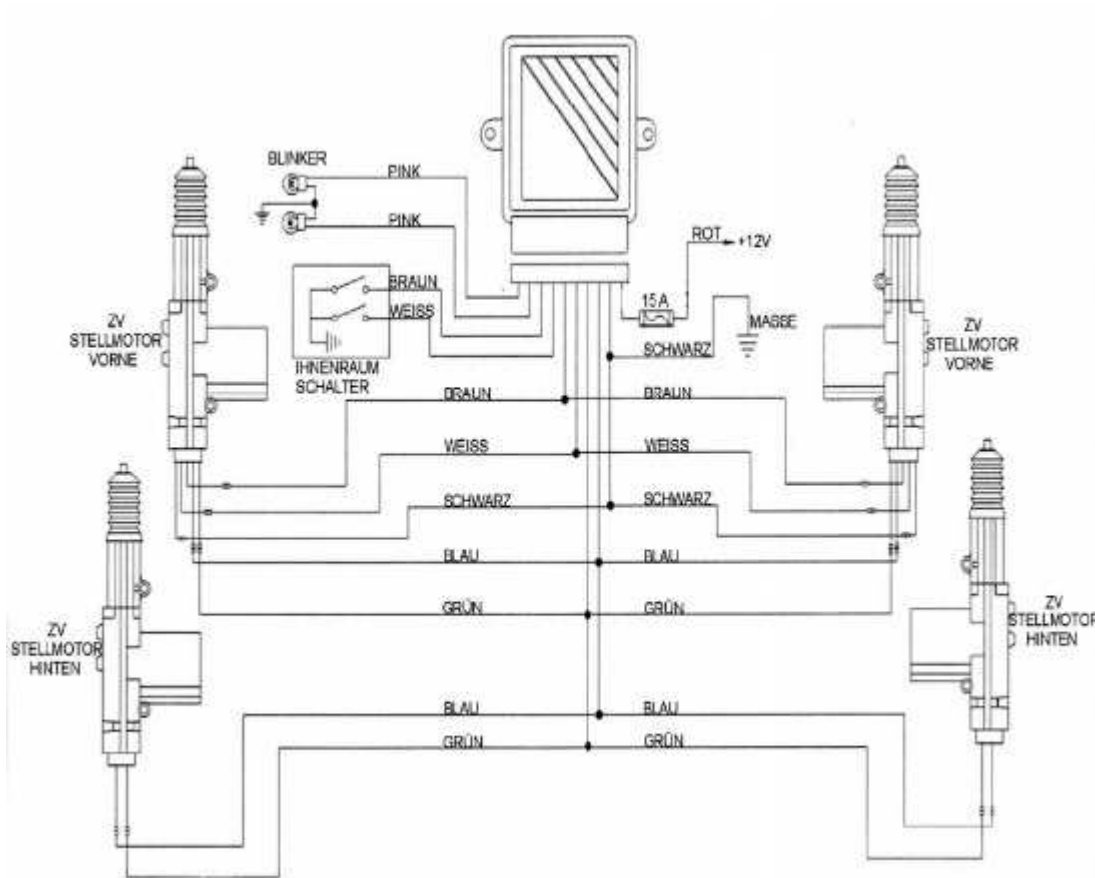 BLINKER
PINK
PINK
ROT
+12V
BRAUN
WEISS
15A
MASSE
ZV
STELLMOTOR
VORNE
ZV
STELLMOTOR
VORNE
IHNENRAUM
SCHALTER
SCHWARZ
BRAUN
BRAUN
WEISS
WEISS
SCHWARZ
SCHWARZ
BLAU
BLAU
GRÜN
GRÜN
ZV
STELLMOTOR
HINTEN
ZV
STELLMOTOR
HINTEN
BLAU
BLAU
GRÜN
GRÜN